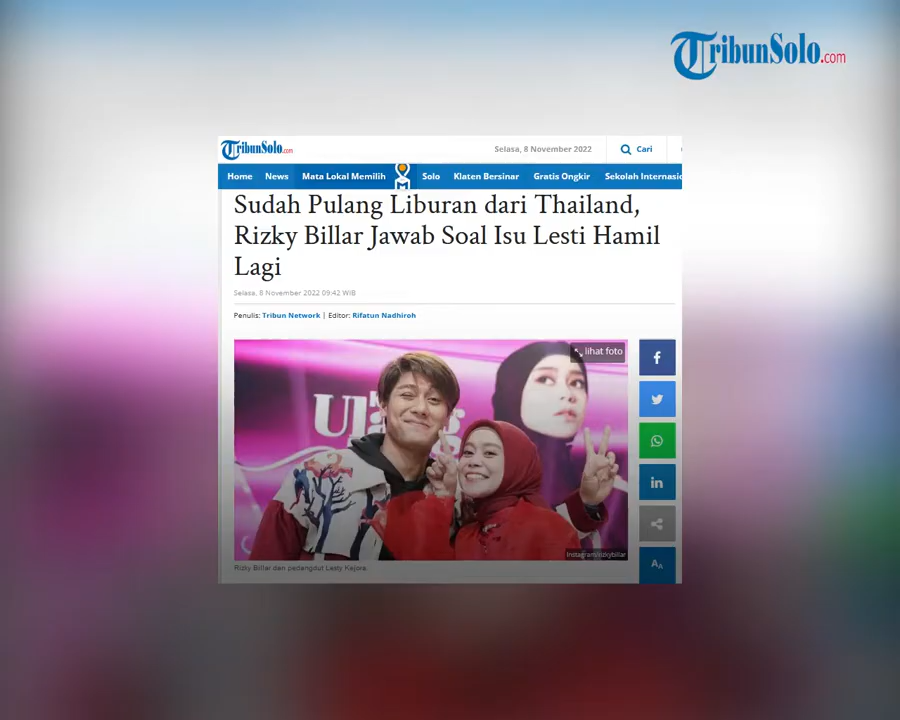 TribunSolo.com
TribunSolo.com
Selasa, 8 November 2022
Cari
Home News Mata Lokal Memilih Solo Klaten Bersinar Gratis Ongkir Sekolah Internasio
Sudah Pulang Liburan dari Thailand,
Rizky Billar Jawab Soal Isu Lesti Hamil
Lagi
Selasa, 8 November 2022 09:42 WIB
Penulis: Tribun Network | Editor: Rifatun Nadhiroh
lihat foto
Instagram/rizkybillar
Rizky Billar dan pedangdut Lesty Kejora.